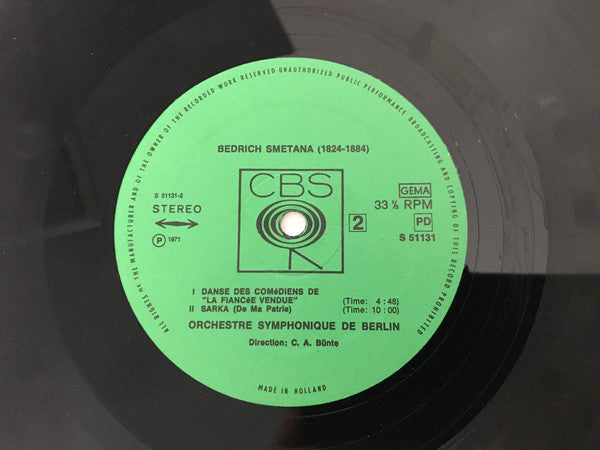 ALL RIGHTS OF THE MANUFACTURER AND OF THE OWNER OF THE RECORDED WORK RESERVED UNAUTHORIZED PUBLIC PERFORMANCE, BROADCASTING AND COPYING OF THIS RECORD PROHIBITED
BEDRICH SMETANA (1824-1884)
CBS
S 51131-2
STEREO
Ⓟ 1971
GEMA
33 ⅓ RPM
2 PD
S 51131
I DANSE DES COMéDIENS DE
"LA FIANCéE VENDUE" (Time: 4:48)
II SARKA (De Ma Patrie) (Time: 10:00)
ORCHESTRE SYMPHONIQUE DE BERLIN
Direction: C. A. Bünte
MADE IN HOLLAND